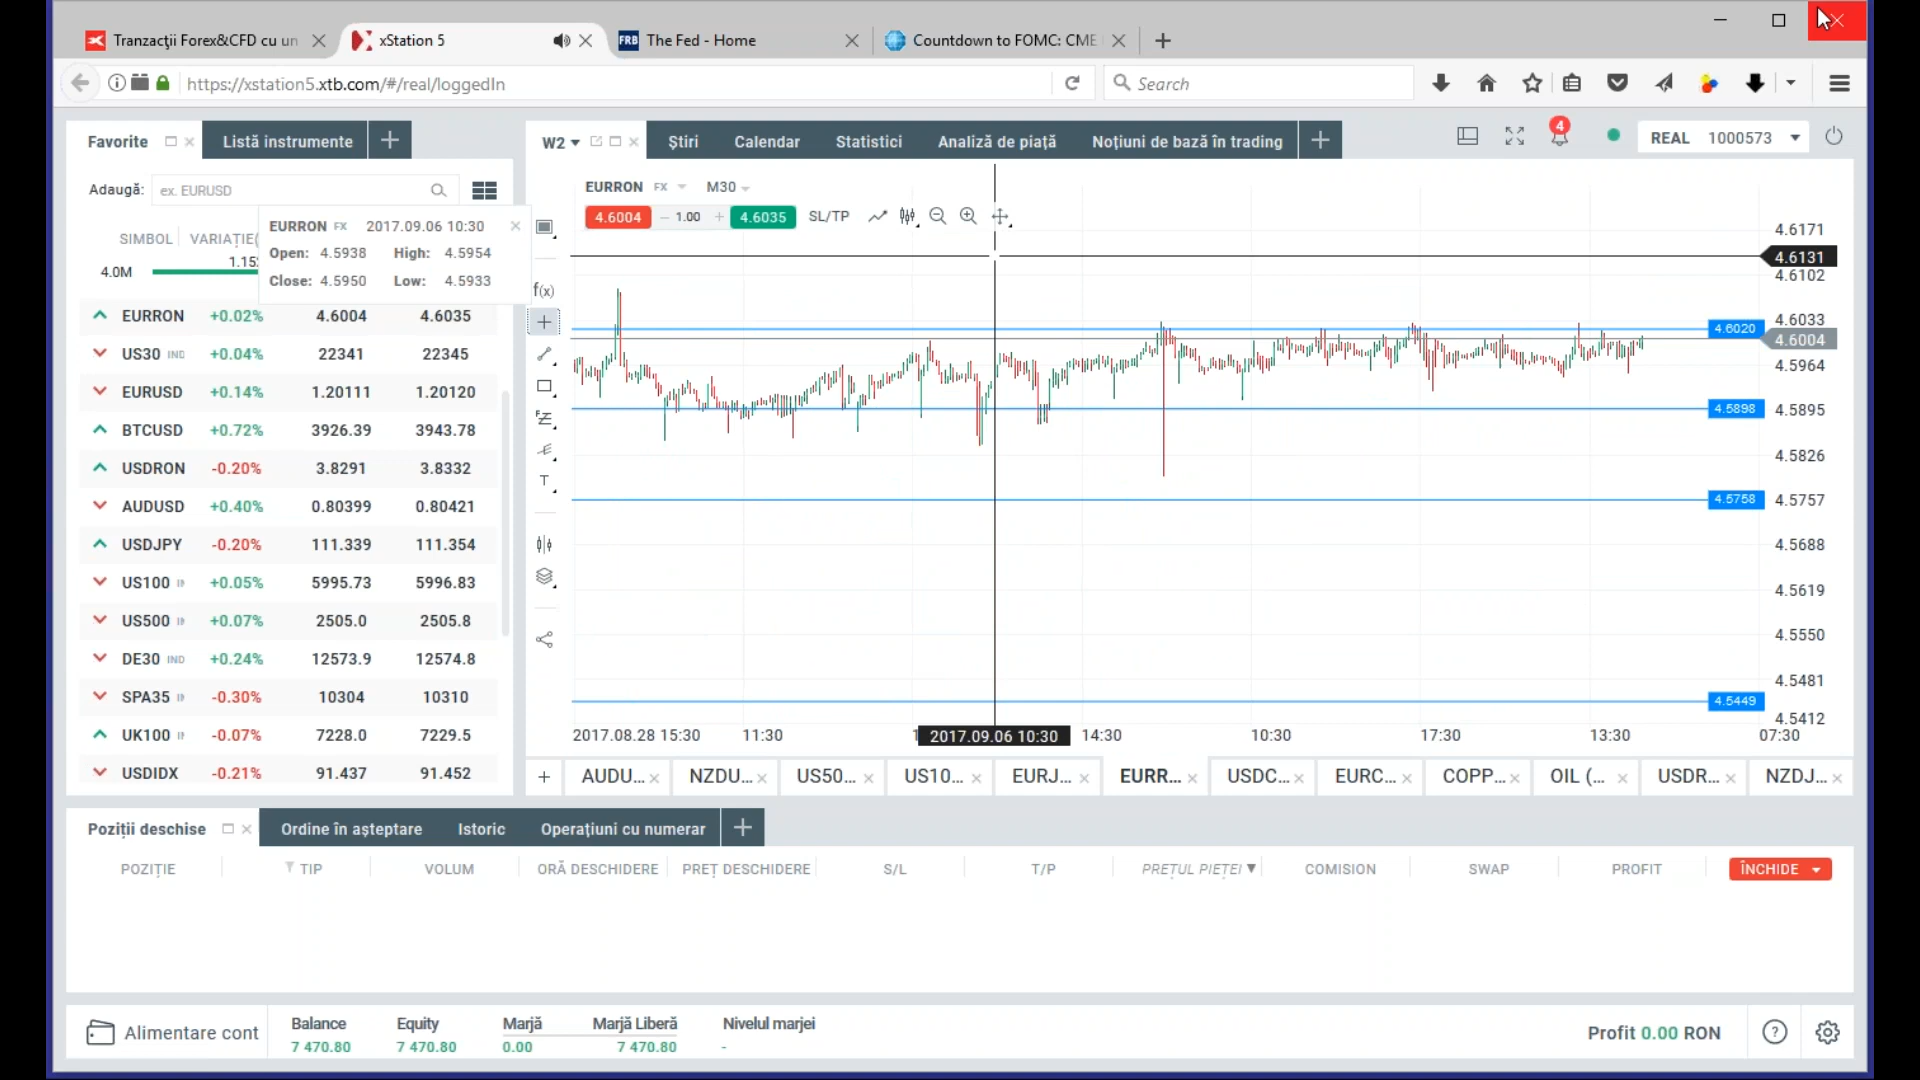 Tranzacţii Forex&CFD cu un
xStation 5
FRB The Fed - Home
Countdown to FOMC: CME
https://xstation5.xtb.com/#/real/loggedIn
Search
Favorite
Listă instrumente
W2
Știri
Calendar
Statistici
Analiză de piață
Noțiuni de bază în trading
4
REAL 1000573
Adaugă:
ex. EURUSD
SIMBOL
VARIAȚIE(
4.0M
EURRON FX 2017.09.06 10:30
Open: 4.5938 High: 4.5954
Close: 4.5950 Low: 4.5933
EURRON +0.02% 4.6004 4.6035
US30 IND +0.04% 22341 22345
EURUSD +0.14% 1.20111 1.20120
BTCUSD +0.72% 3926.39 3943.78
USDRON -0.20% 3.8291 3.8332
AUDUSD +0.40% 0.80399 0.80421
USDJPY -0.20% 111.339 111.354
US100 +0.05% 5995.73 5996.83
US500 +0.07% 2505.0 2505.8
DE30 IND +0.24% 12573.9 12574.8
SPA35 -0.30% 10304 10310
UK100 -0.07% 7228.0 7229.5
USDIDX -0.21% 91.437 91.452
EURRON FX M30
4.6004 – 1.00 + 4.6035 SL/TP
f(x)
T
4.6171
4.6131
4.6102
4.6033
4.6020
4.6004
4.5964
4.5898
4.5895
4.5826
4.5758
4.5757
4.5688
4.5619
4.5550
4.5481
4.5449
4.5412
2017.08.28 15:30
11:30
2017.09.06 10:30
14:30
10:30
17:30
13:30
07:30
AUDU...
NZDU...
US50...
US10...
EURJ...
EURR...
USDC...
EURC...
COPP...
OIL (...
USDR...
NZDJ...
Poziții deschise
Ordine în așteptare
Istoric
Operațiuni cu numerar
POZIȚIE
TIP
VOLUM
ORĂ DESCHIDERE
PREȚ DESCHIDERE
S/L
T/P
PREȚUL PIEȚEI
COMISION
SWAP
PROFIT
ÎNCHIDE
Alimentare cont
Balance
7 470.80
Equity
7 470.80
Marjă
0.00
Marjă Liberă
7 470.80
Nivelul marjei
-
Profit 0.00 RON